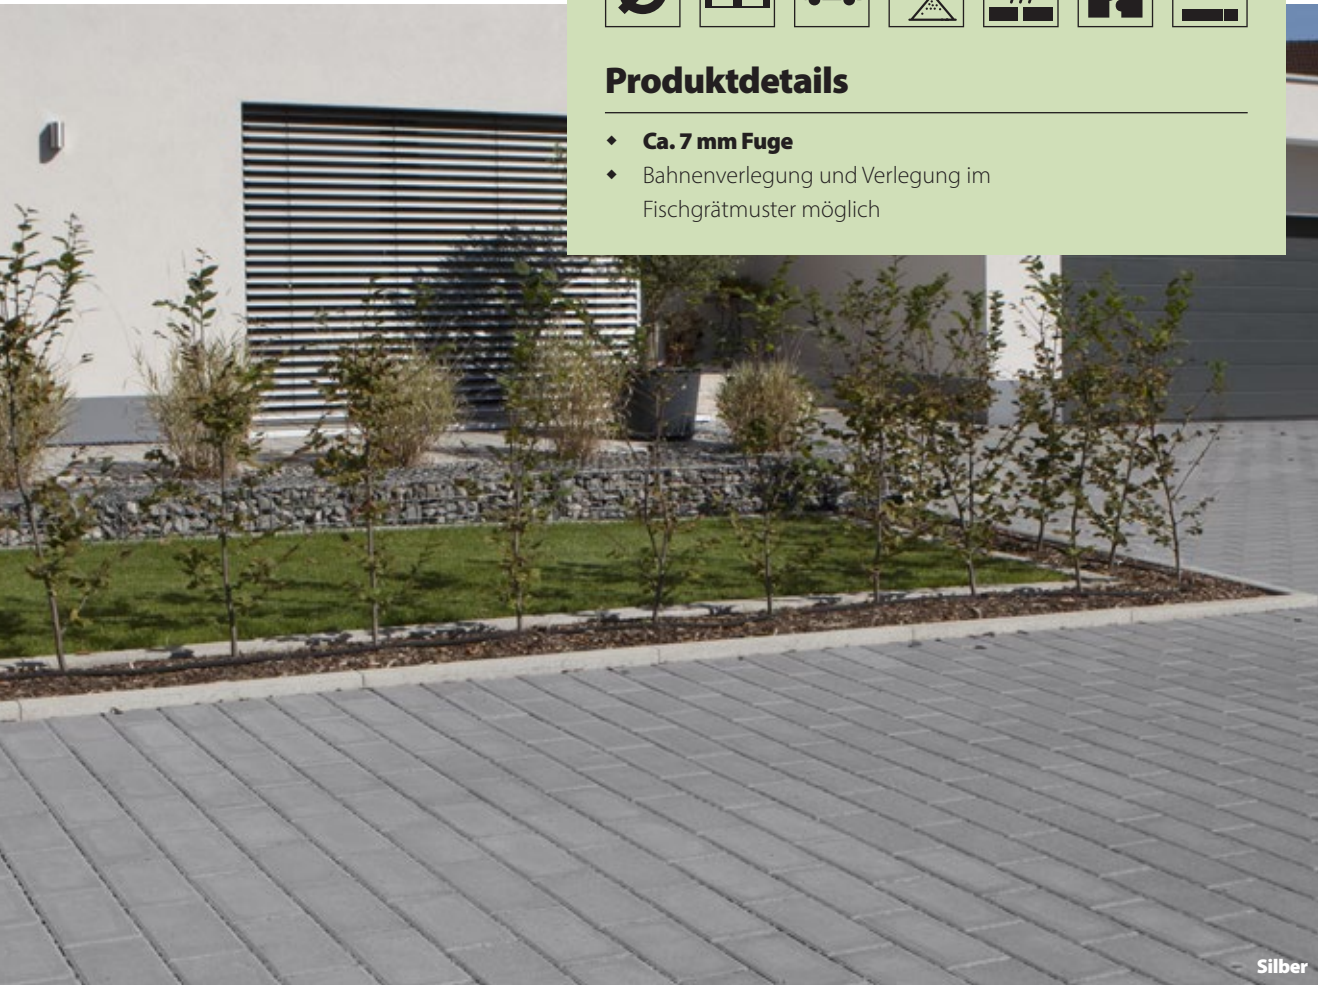 Produktdetails
Ca. 7 mm Fuge
Bahnenverlegung und Verlegung im
Fischgrätmuster möglich
Silber